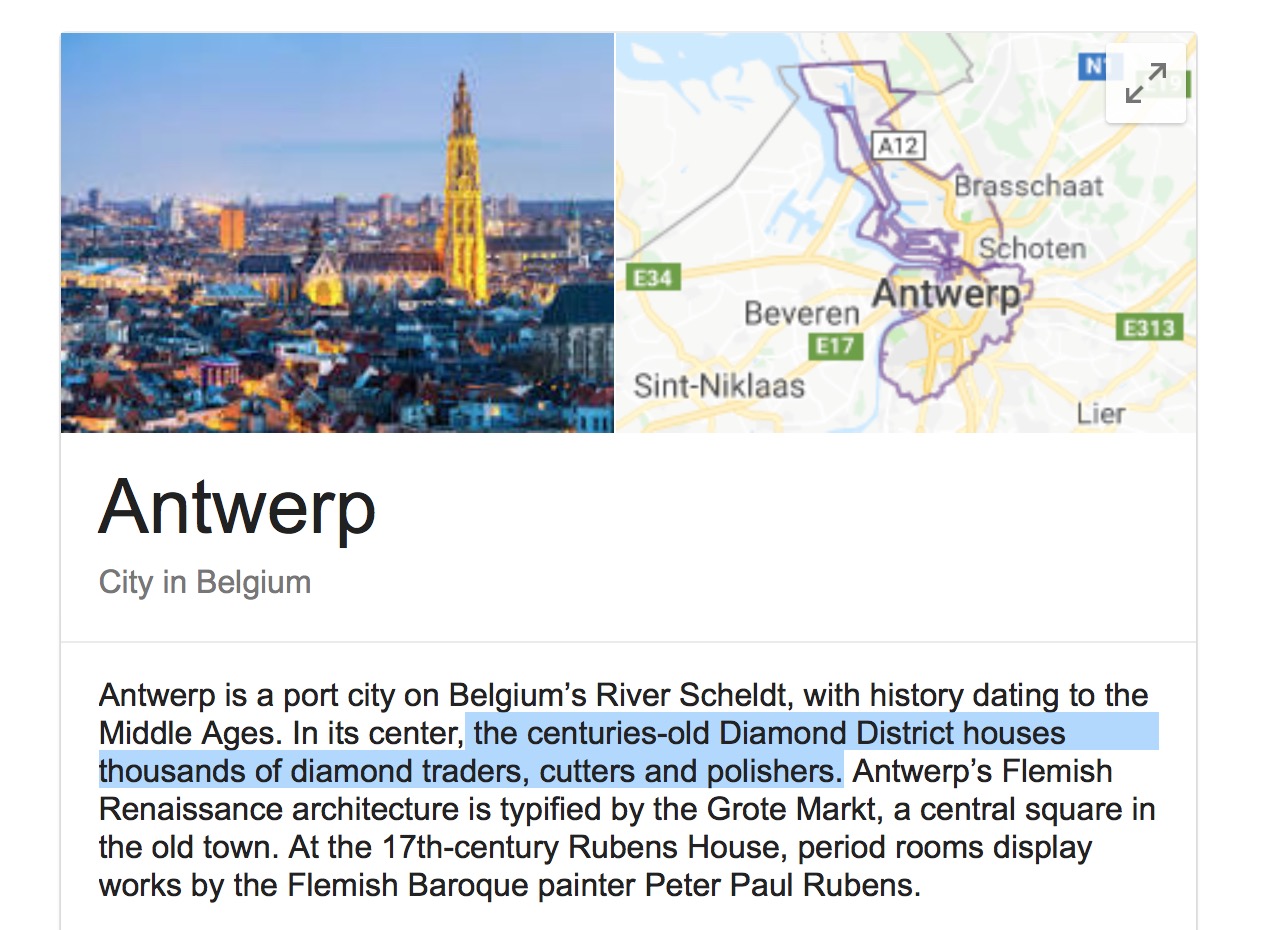 N1
A12
Brasschaat
Schoten
E34
Antwerp
Beveren
E313
E17
Sint-Niklaas
Lier
Antwerp
City in Belgium
Antwerp is a port city on Belgium’s River Scheldt, with history dating to the
Middle Ages. In its center, the centuries-old Diamond District houses
thousands of diamond traders, cutters and polishers. Antwerp’s Flemish
Renaissance architecture is typified by the Grote Markt, a central square in
the old town. At the 17th-century Rubens House, period rooms display
works by the Flemish Baroque painter Peter Paul Rubens.